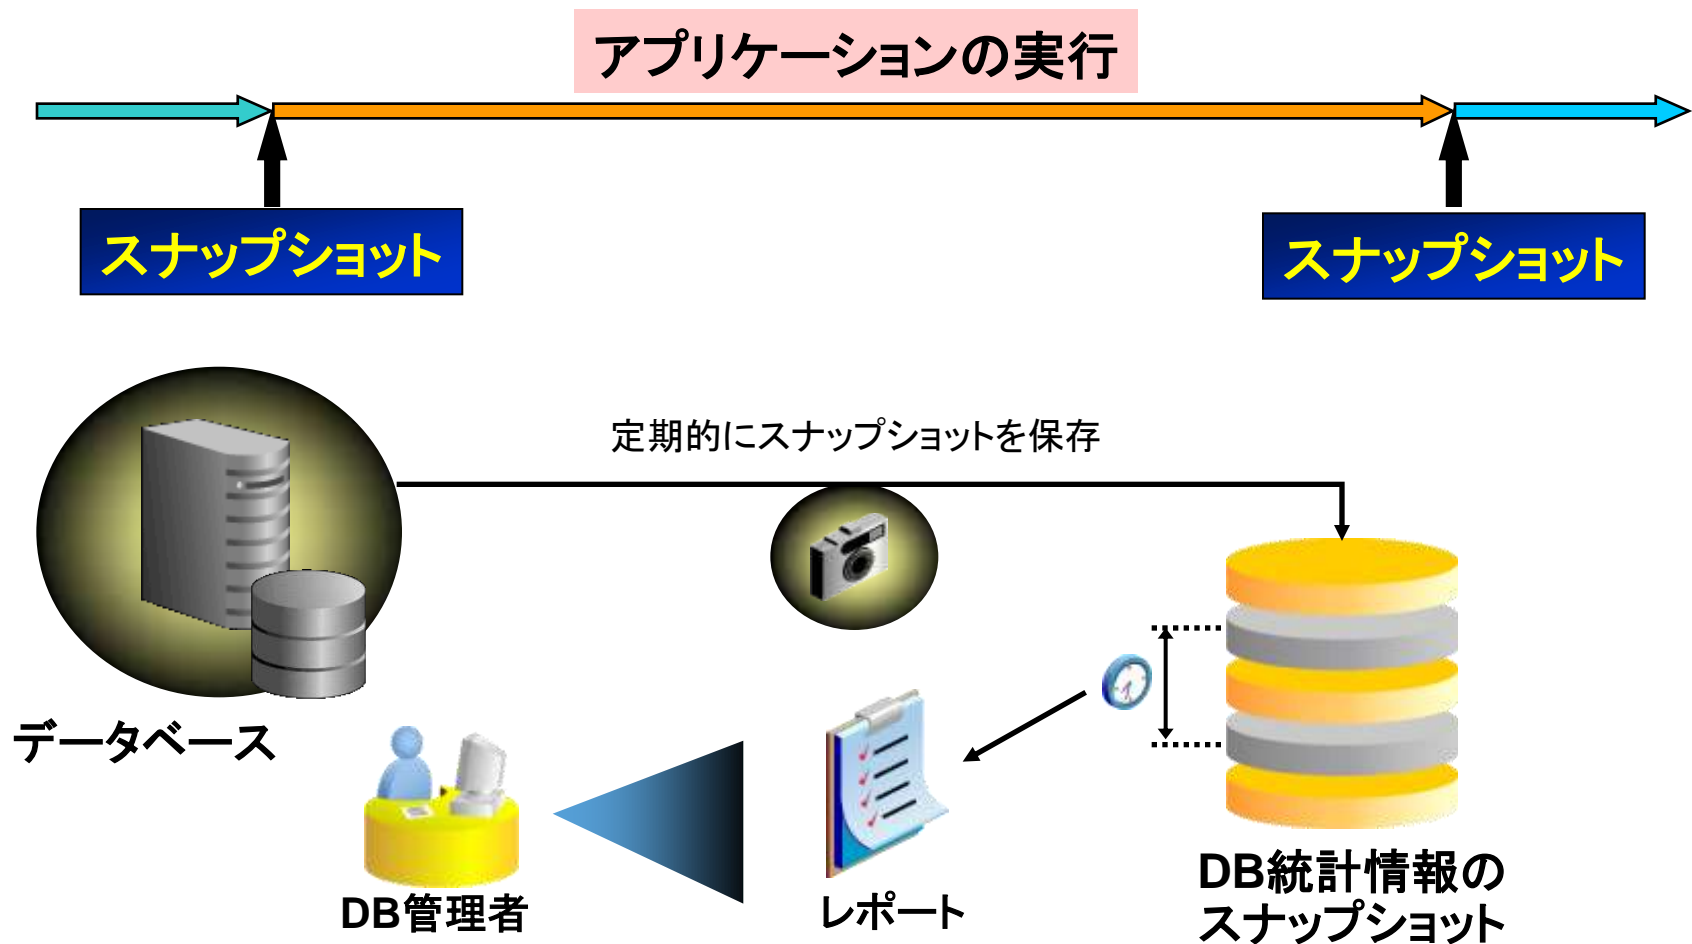 アプリケーションの実行
スナップショット
スナップショット
定期的にスナップショットを保存
データベース
DB管理者
レポート
DB統計情報の
スナップショット